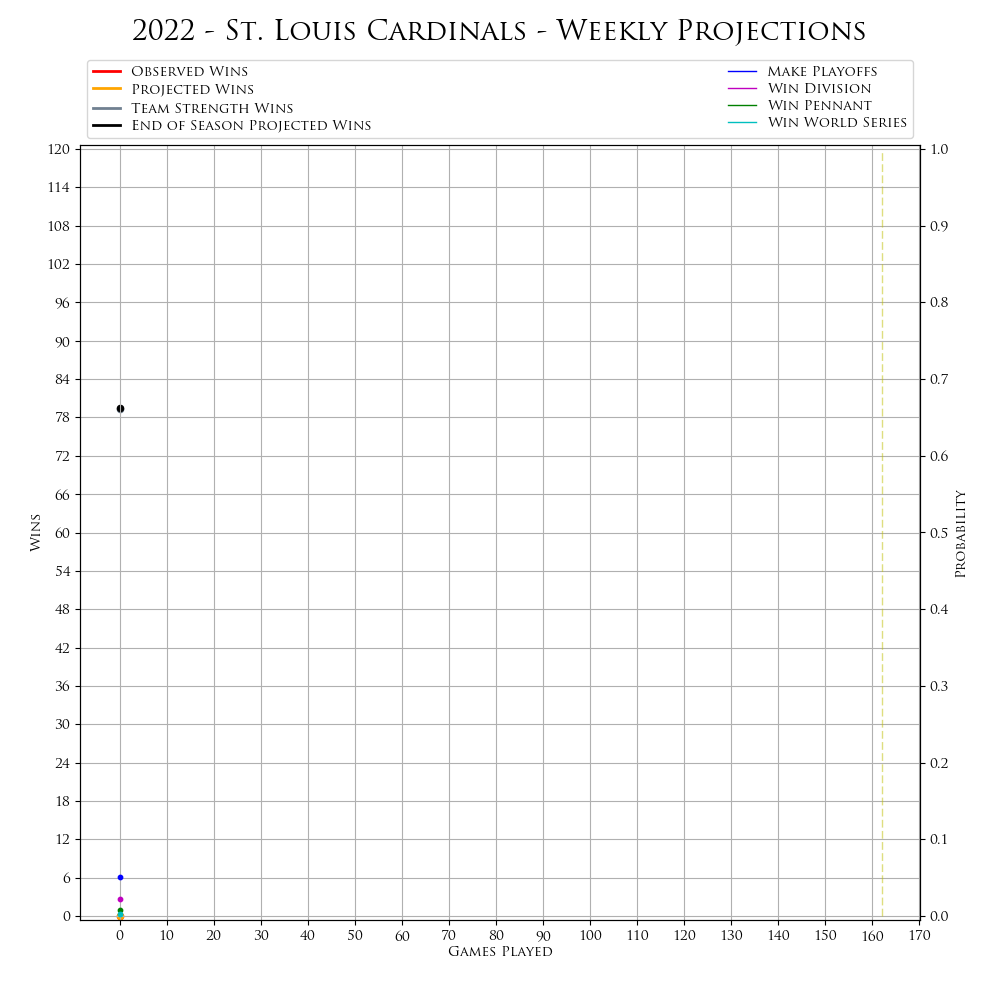 2022 - St. Louis Cardinals - Weekly Projections
Observed Wins
Projected Wins
Team Strength Wins
End of Season Projected Wins
Make Playoffs
Win Division
Win Pennant
Win World Series
120
114
108
102
96
90
84
78
72
66
60
54
48
42
36
30
24
18
12
6
0
Wins
1.0
0.9
0.8
0.7
0.6
0.5
0.4
0.3
0.2
0.1
0.0
Probability
0 10 20 30 40 50 60 70 80 90 100 110 120 130 140 150 160 170
Games Played